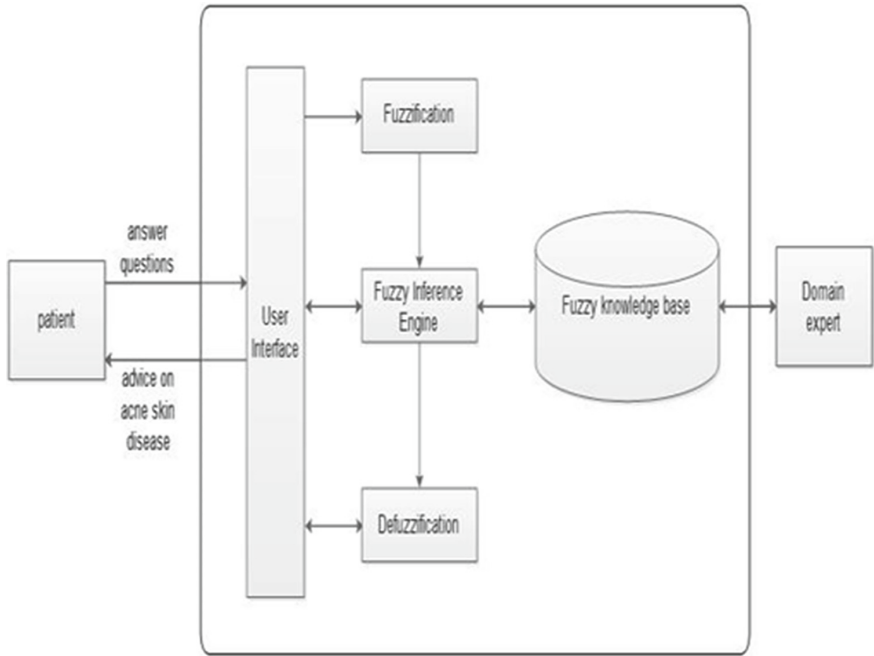 Fuzzification
answer
questions
patient
User
Interface
Fuzzy Inference
Engine
Fuzzy knowledge base
Domain
expert
advice on
acne skin
disease
Defuzzification